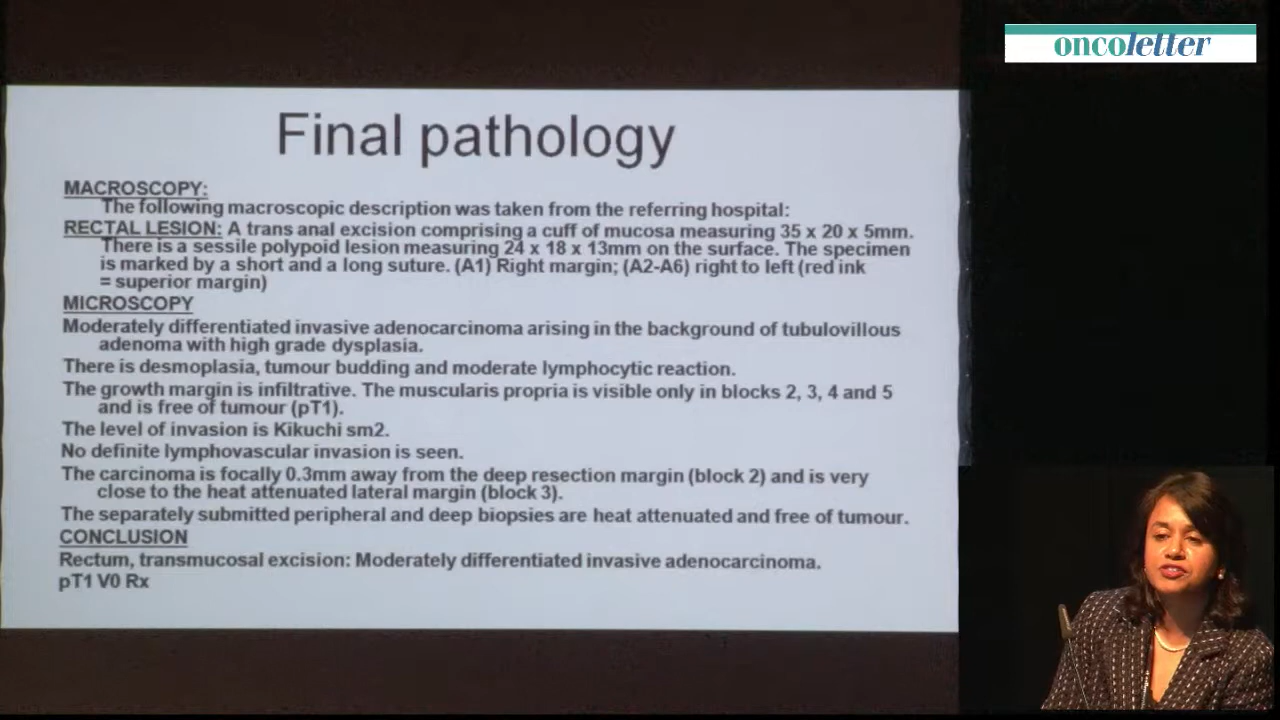 oncoletter
Final pathology
MACROSCOPY:
The following macroscopic description was taken from the referring hospital:
RECTAL LESION: A trans anal excision comprising a cuff of mucosa measuring 35 x 20 x 5mm.
There is a sessile polypoid lesion measuring 24 x 18 x 13mm on the surface. The specimen
is marked by a short and a long suture. (A1) Right margin; (A2-A6) right to left (red ink
= superior margin)
MICROSCOPY
Moderately differentiated invasive adenocarcinoma arising in the background of tubulovillous
adenoma with high grade dysplasia.
There is desmoplasia, tumour budding and moderate lymphocytic reaction.
The growth margin is infiltrative. The muscularis propria is visible only in blocks 2, 3, 4 and 5
and is free of tumour (pT1).
The level of invasion is Kikuchi sm2.
No definite lymphovascular invasion is seen.
The carcinoma is focally 0.3mm away from the deep resection margin (block 2) and is very
close to the heat attenuated lateral margin (block 3).
The separately submitted peripheral and deep biopsies are heat attenuated and free of tumour.
CONCLUSION
Rectum, transmucosal excision: Moderately differentiated invasive adenocarcinoma.
pT1 V0 Rx